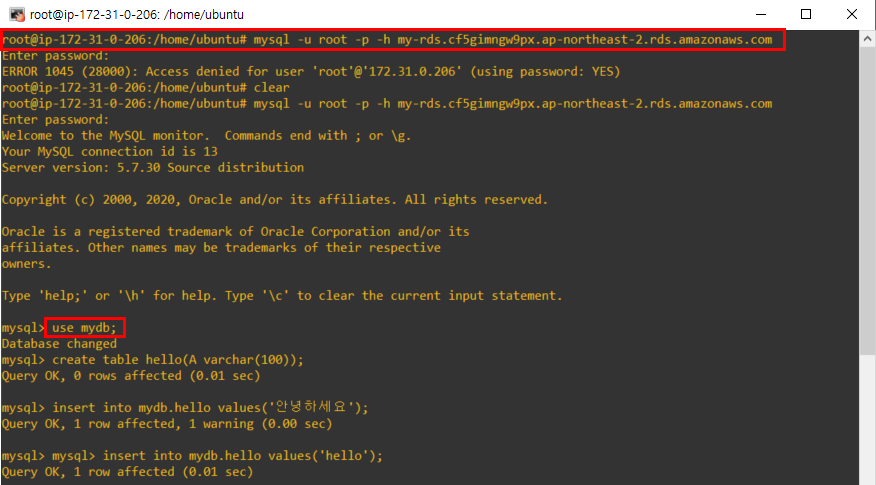 root@ip-172-31-0-206: /home/ubuntu
root@ip-172-31-0-206:/home/ubuntu# mysql -u root -p -h my-rds.cf5gimngw9px.ap-northeast-2.rds.amazonaws.com
Enter password:
ERROR 1045 (28000): Access denied for user 'root'@'172.31.0.206' (using password: YES)
root@ip-172-31-0-206:/home/ubuntu# clear
root@ip-172-31-0-206:/home/ubuntu# mysql -u root -p -h my-rds.cf5gimngw9px.ap-northeast-2.rds.amazonaws.com
Enter password:
Welcome to the MySQL monitor.  Commands end with ; or \g.
Your MySQL connection id is 13
Server version: 5.7.30 Source distribution
Copyright (c) 2000, 2020, Oracle and/or its affiliates. All rights reserved.
Oracle is a registered trademark of Oracle Corporation and/or its
affiliates. Other names may be trademarks of their respective
owners.
Type 'help;' or '\h' for help. Type '\c' to clear the current input statement.
mysql> use mydb;
Database changed
mysql> create table hello(A varchar(100));
Query OK, 0 rows affected (0.01 sec)
mysql> insert into mydb.hello values('안녕하세요');
Query OK, 1 row affected, 1 warning (0.00 sec)
mysql> mysql> insert into mydb.hello values('hello');
Query OK, 1 row affected (0.01 sec)